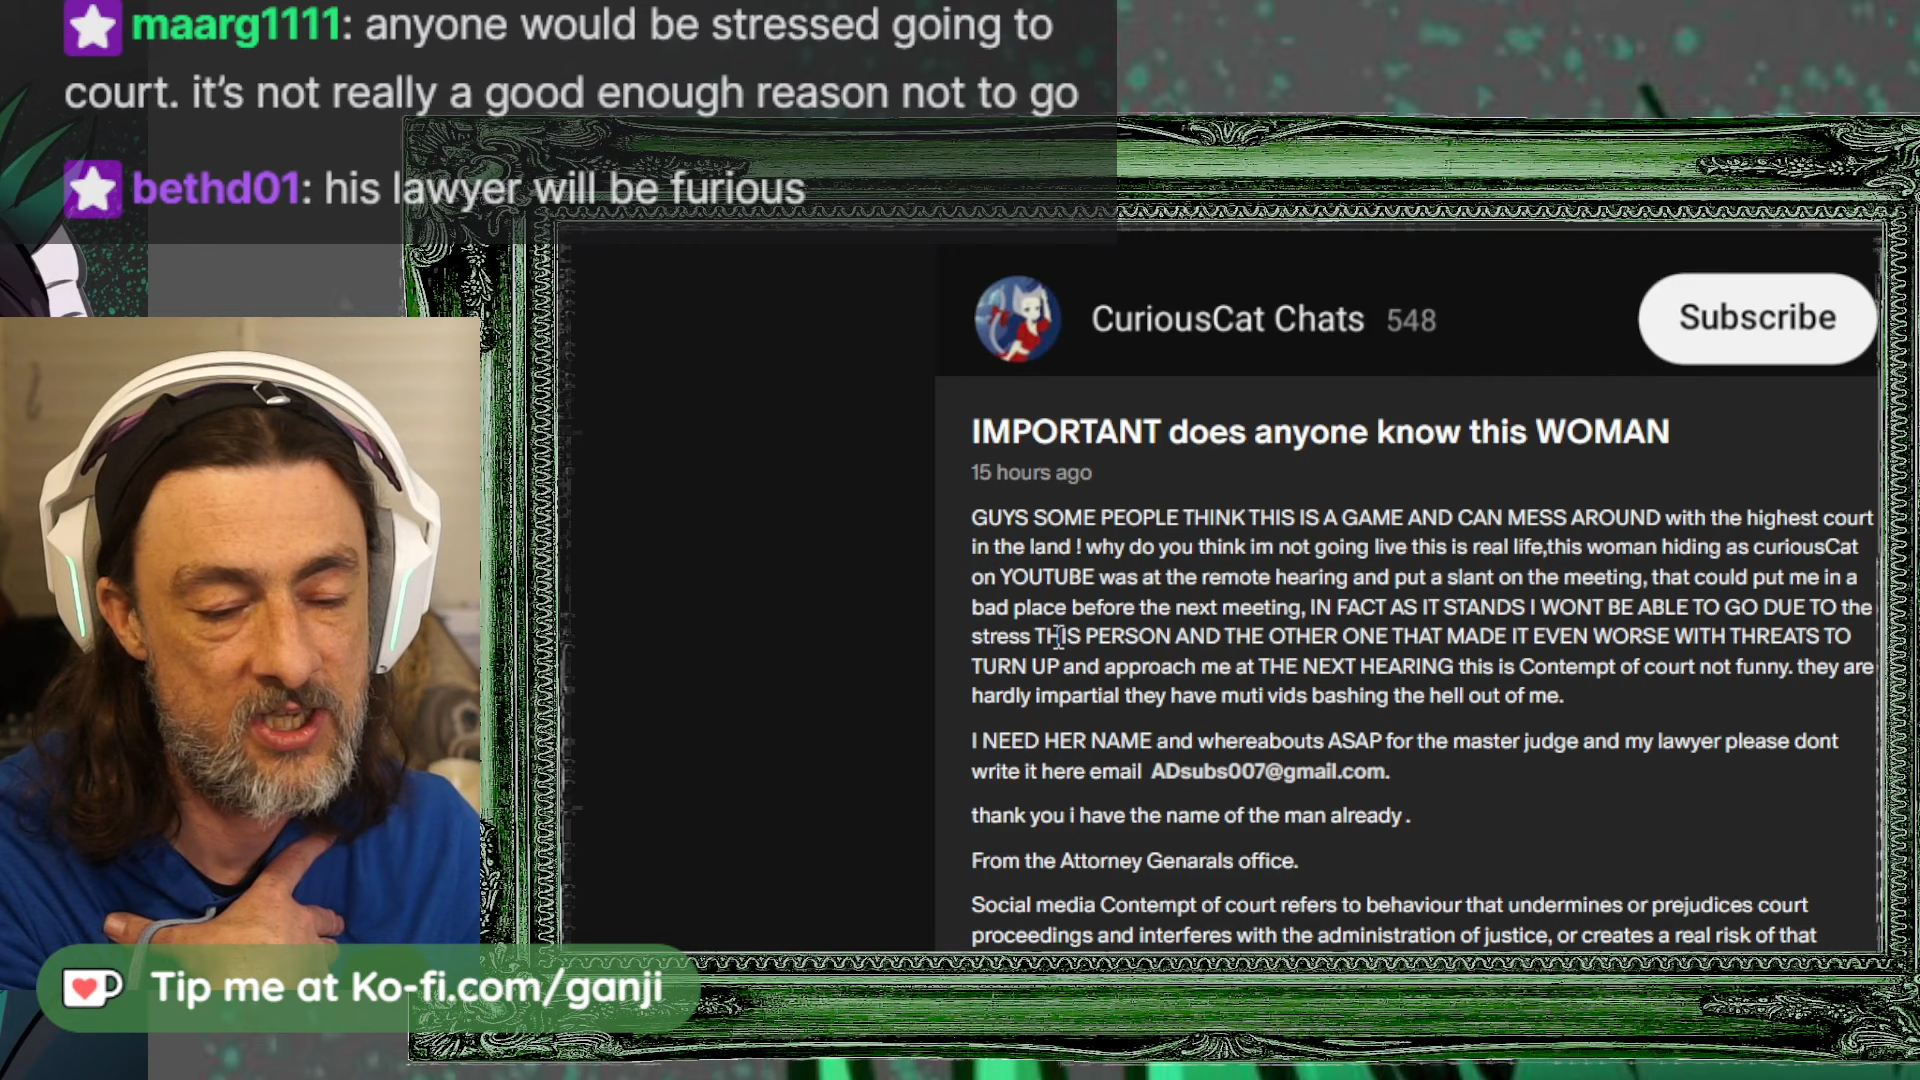 maarg1111: anyone would be stressed going to
court. it's not really a good enough reason not to go
bethd01: his lawyer will be furious
CuriousCat Chats 548
Subscribe
IMPORTANT does anyone know this WOMAN
15 hours ago
GUYS SOME PEOPLE THINK THIS IS A GAME AND CAN MESS AROUND with the highest court
in the land ! why do you think im not going live this is real life,this woman hiding as curiousCat
on YOUTUBE was at the remote hearing and put a slant on the meeting, that could put me in a
bad place before the next meeting, IN FACT AS IT STANDS I WONT BE ABLE TO GO DUE TO the
stress THIS PERSON AND THE OTHER ONE THAT MADE IT EVEN WORSE WITH THREATS TO
TURN UP and approach me at THE NEXT HEARING this is Contempt of court not funny. they are
hardly impartial they have muti vids bashing the hell out of me.
I NEED HER NAME and whereabouts ASAP for the master judge and my lawyer please dont
write it here email ADsubs007@gmail.com.
thank you i have the name of the man already .
From the Attorney Genarals office.
Social media Contempt of court refers to behaviour that undermines or prejudices court
proceedings and interferes with the administration of justice, or creates a real risk of that
Tip me at Ko-fi.com/ganji